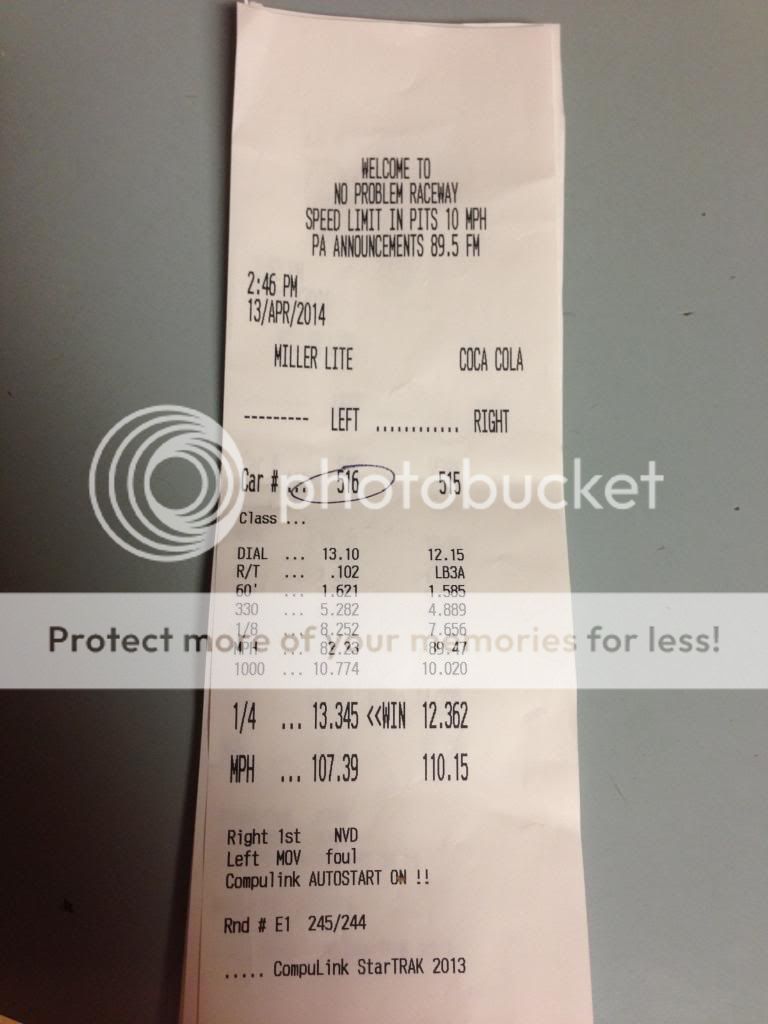 WELCOME TO
NO PROBLEM RACEWAY
SPEED LIMIT IN PITS 10 MPH
PA ANNOUNCEMENTS 89.5 FM
2:46 PM
13/APR/2014
MILLER LITE COCA COLA
--------- LEFT ............ RIGHT
Car # ... 516 515
photobucket
Class ...
DIAL ... 13.10 12.15
R/T ... .102 LB3A
60' ... 1.621 1.585
330 ... 5.282 4.889
1/8 ... 8.252 7.656
Protect more of your memories for less!
MPH ... 82.23 89.47
1000 ... 10.774 10.020
1/4 ... 13.345 <<WIN 12.362
MPH ... 107.39 110.15
Right 1st NVD
Left MOV foul
Compulink AUTOSTART ON !!
Rnd # E1 245/244
..... CompuLink StarTRAK 2013